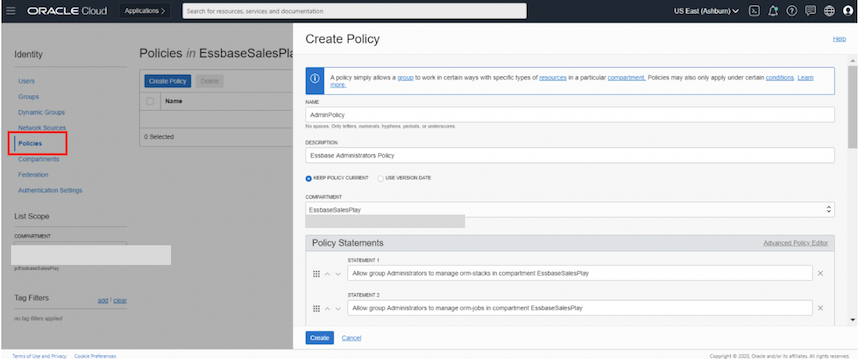 ORACLE Cloud
Applications >
Search for resources, services and documentation
US East (Ashburn)
Identity
Users
Groups
Dynamic Groups
Network Sources
Policies
Compartments
Federation
Authentication Settings
List Scope
COMPARTMENT
Tag Filters
add | clear
no tag filters applied
Policies in EssbaseSalesPlay
Create Policy
Delete
Name
0 Selected
Create Policy
Help
A policy simply allows a group to work in certain ways with specific types of resources in a particular compartment. Policies may also only apply under certain conditions. Learn
more.
NAME
AdminPolicy
No spaces. Only letters, numerals, hyphens, periods, or underscores.
DESCRIPTION
Essbase Administrators Policy
KEEP POLICY CURRENT
USE VERSION DATE
COMPARTMENT
EssbaseSalesPlay
Policy Statements
Advanced Policy Editor
STATEMENT 1
Allow group Administrators to manage orm-stacks in compartment EssbaseSalesPlay
STATEMENT 2
Allow group Administrators to manage orm-jobs in compartment EssbaseSalesPlay
Create
Cancel
Terms of Use and Privacy
Cookie Preferences
Copyright © 2020, Oracle and/or its affiliates. All rights reserved.